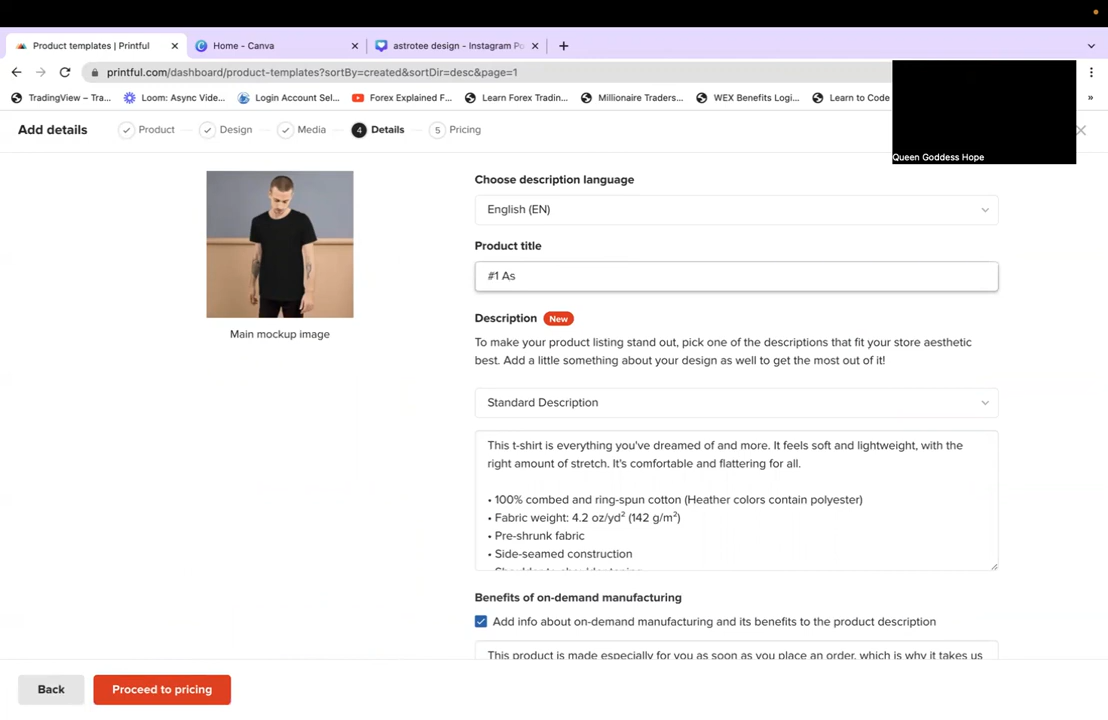 Product templates | Printful
Home - Canva
astrotee design - Instagram Po
printful.com/dashboard/product-templates?sortBy=created&sortDir=desc&page=1
TradingView – Tra...
Loom: Async Vide...
Login Account Sel...
Forex Explained F...
Learn Forex Tradin...
Millionaire Traders...
WEX Benefits Logi...
Learn to Code
»
Queen Goddess Hope
Add details
Product
Design
Media
4 Details
5 Pricing
Choose description language
English (EN)
Product title
#1 As
Main mockup image
Description New
To make your product listing stand out, pick one of the descriptions that fit your store aesthetic
best. Add a little something about your design as well to get the most out of it!
Standard Description
This t-shirt is everything you've dreamed of and more. It feels soft and lightweight, with the
right amount of stretch. It's comfortable and flattering for all.
• 100% combed and ring-spun cotton (Heather colors contain polyester)
• Fabric weight: 4.2 oz/yd² (142 g/m²)
• Pre-shrunk fabric
• Side-seamed construction
Benefits of on-demand manufacturing
Add info about on-demand manufacturing and its benefits to the product description
This product is made especially for you as soon as you place an order, which is why it takes us
Back
Proceed to pricing